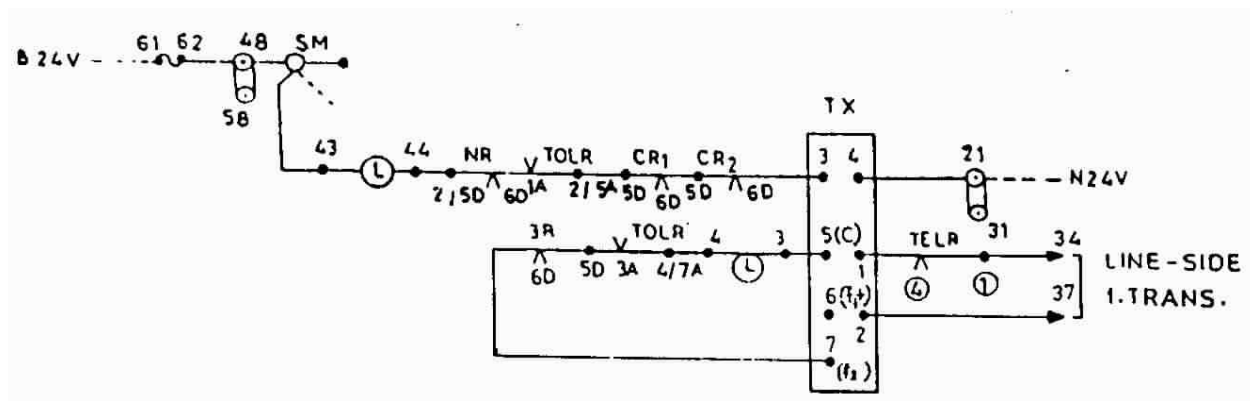 61 62 48 SM
B 24V
58
TX
43 L 44 NR TOLR CR1 CR2 3 4 21
N24V
2/5D 6D 1A 2/5A 5D 6D 5D 6D
3R TOLR 4 3 5(C) TELR 31 34
6D 5D 3A 4/7A L 1 4 1
LINE-SIDE
1.TRANS.
6(f1+) 2 37
7
(f2)